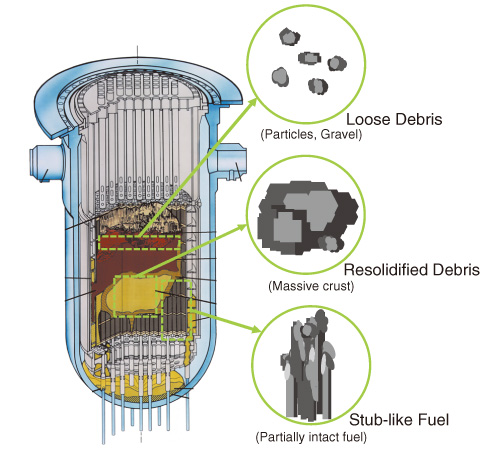 Loose Debris
(Particles, Gravel)
Resolidified Debris
(Massive crust)
Stub-like Fuel
(Partially intact fuel)